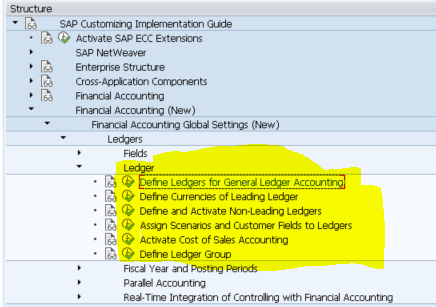 Structure
SAP Customizing Implementation Guide
Activate SAP ECC Extensions
SAP NetWeaver
Enterprise Structure
Cross-Application Components
Financial Accounting
Financial Accounting (New)
Financial Accounting Global Settings (New)
Ledgers
Fields
Ledger
Define Ledgers for General Ledger Accounting
Define Currencies of Leading Ledger
Define and Activate Non-Leading Ledgers
Assign Scenarios and Customer Fields to Ledgers
Activate Cost of Sales Accounting
Define Ledger Group
Fiscal Year and Posting Periods
Parallel Accounting
Real-Time Integration of Controlling with Financial Accounting